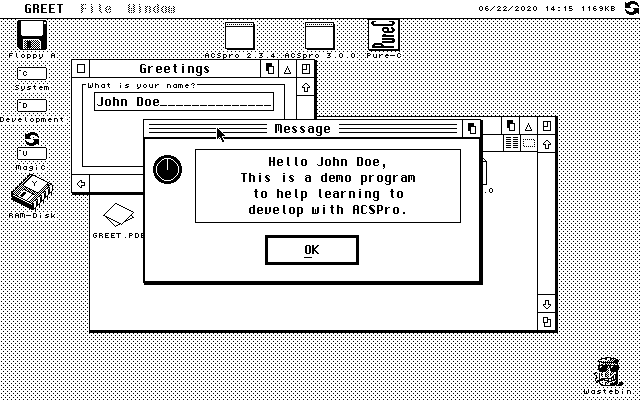 GREET File Window 06/22/2020 14:15 1169KB
Floppy A
ACSpro 2.3.4. ACSpro 3.0.0. Pure-C
PureC
Greetings
C
System
What is your name?
John Doe_______________
D
Development
Message
V
MagiC
Hello John Doe,
This is a demo program
to help learning to
develop with ACSPro.
Y
RAM-Disk
.0
GREET.PDB
OK
Wastebin